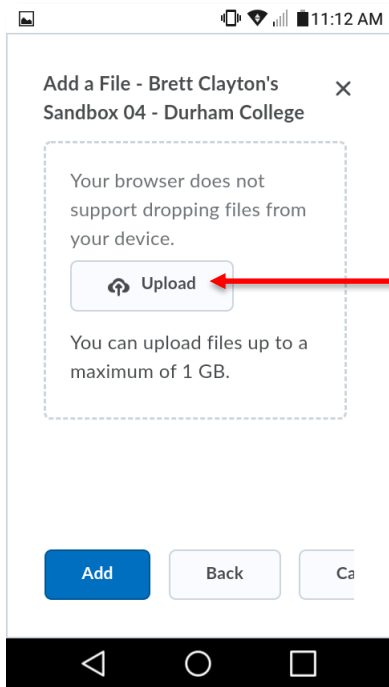 11:12 AM
Add a File - Brett Clayton's
Sandbox 04 - Durham College
Your browser does not
support dropping files from
your device.
Upload
You can upload files up to a
maximum of 1 GB.
Add Back Ca